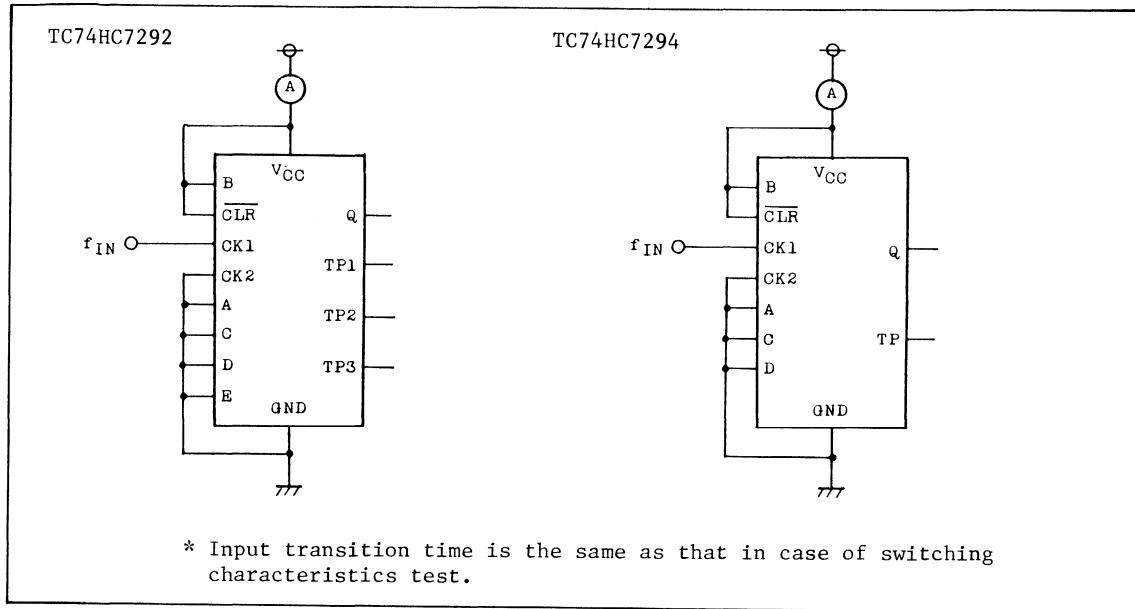 TC74HC7292
A
VCC
B
CLR
Q
fIN
CK1
TP1
CK2
A
TP2
C
D
TP3
E
GND
TC74HC7294
A
VCC
B
CLR
fIN
CK1
Q
CK2
A
C
TP
D
GND
* Input transition time is the same as that in case of switching
characteristics test.